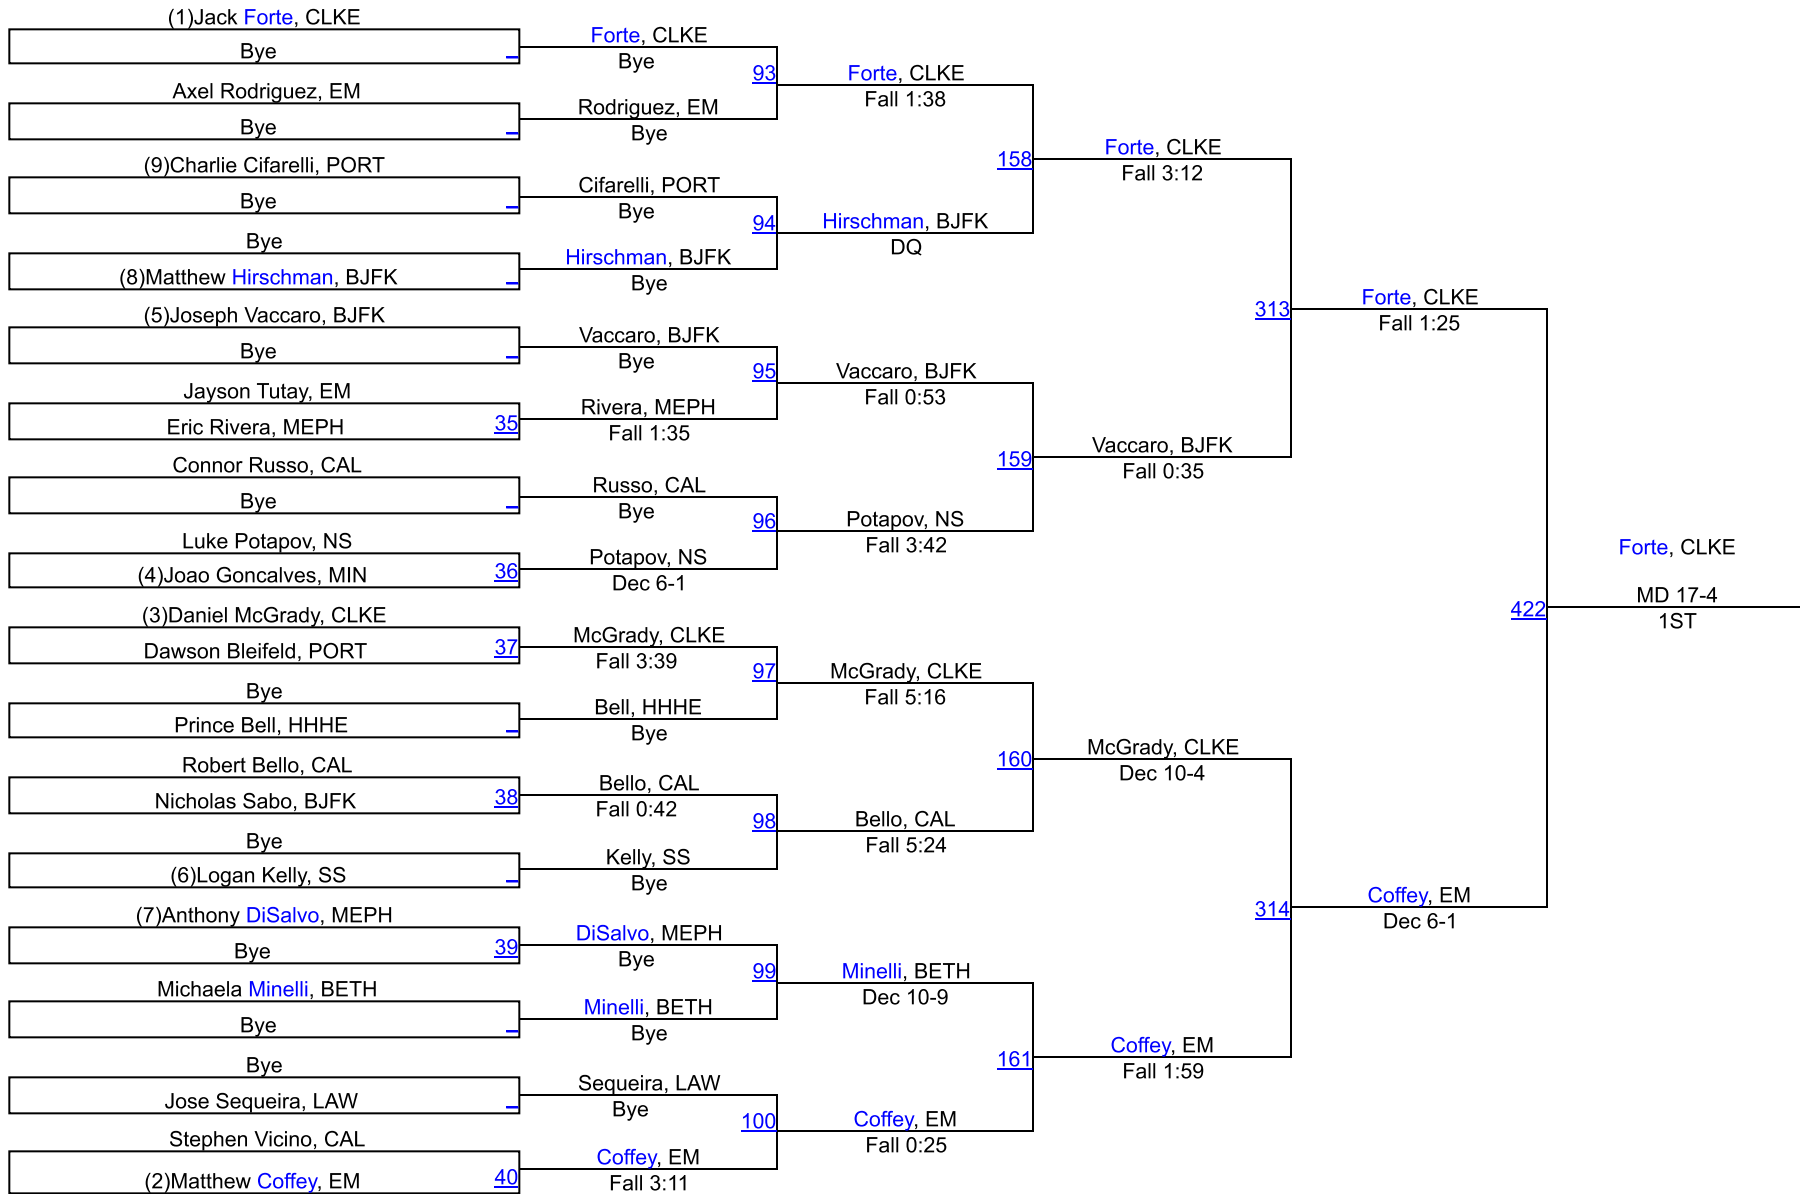 (1)Jack Forte, CLKE
Bye
Axel Rodriguez, EM
Bye
(9)Charlie Cifarelli, PORT
Bye
Bye
(8)Matthew Hirschman, BJFK
(5)Joseph Vaccaro, BJFK
Bye
Jayson Tutay, EM
Eric Rivera, MEPH
35
Connor Russo, CAL
Bye
Luke Potapov, NS
(4)Joao Goncalves, MIN
36
(3)Daniel McGrady, CLKE
Dawson Bleifeld, PORT
37
Bye
Prince Bell, HHHE
Robert Bello, CAL
Nicholas Sabo, BJFK
38
Bye
(6)Logan Kelly, SS
(7)Anthony DiSalvo, MEPH
Bye
39
Michaela Minelli, BETH
Bye
Bye
Jose Sequeira, LAW
Stephen Vicino, CAL
(2)Matthew Coffey, EM
40
Forte, CLKE
Bye
93
Rodriguez, EM
Bye
Cifarelli, PORT
Bye
94
Hirschman, BJFK
Bye
Vaccaro, BJFK
Bye
95
Rivera, MEPH
Fall 1:35
Russo, CAL
Bye
96
Potapov, NS
Dec 6-1
McGrady, CLKE
Fall 3:39
97
Bell, HHHE
Bye
Bello, CAL
Fall 0:42
98
Kelly, SS
Bye
DiSalvo, MEPH
Bye
99
Minelli, BETH
Bye
Sequeira, LAW
Bye
100
Coffey, EM
Fall 3:11
Forte, CLKE
Fall 1:38
158
Hirschman, BJFK
DQ
Vaccaro, BJFK
Fall 0:53
159
Potapov, NS
Fall 3:42
McGrady, CLKE
Fall 5:16
160
Bello, CAL
Fall 5:24
Minelli, BETH
Dec 10-9
161
Coffey, EM
Fall 0:25
Forte, CLKE
Fall 3:12
313
Vaccaro, BJFK
Fall 0:35
McGrady, CLKE
Dec 10-4
314
Coffey, EM
Fall 1:59
Forte, CLKE
Fall 1:25
422
Coffey, EM
Dec 6-1
Forte, CLKE
MD 17-4
1ST